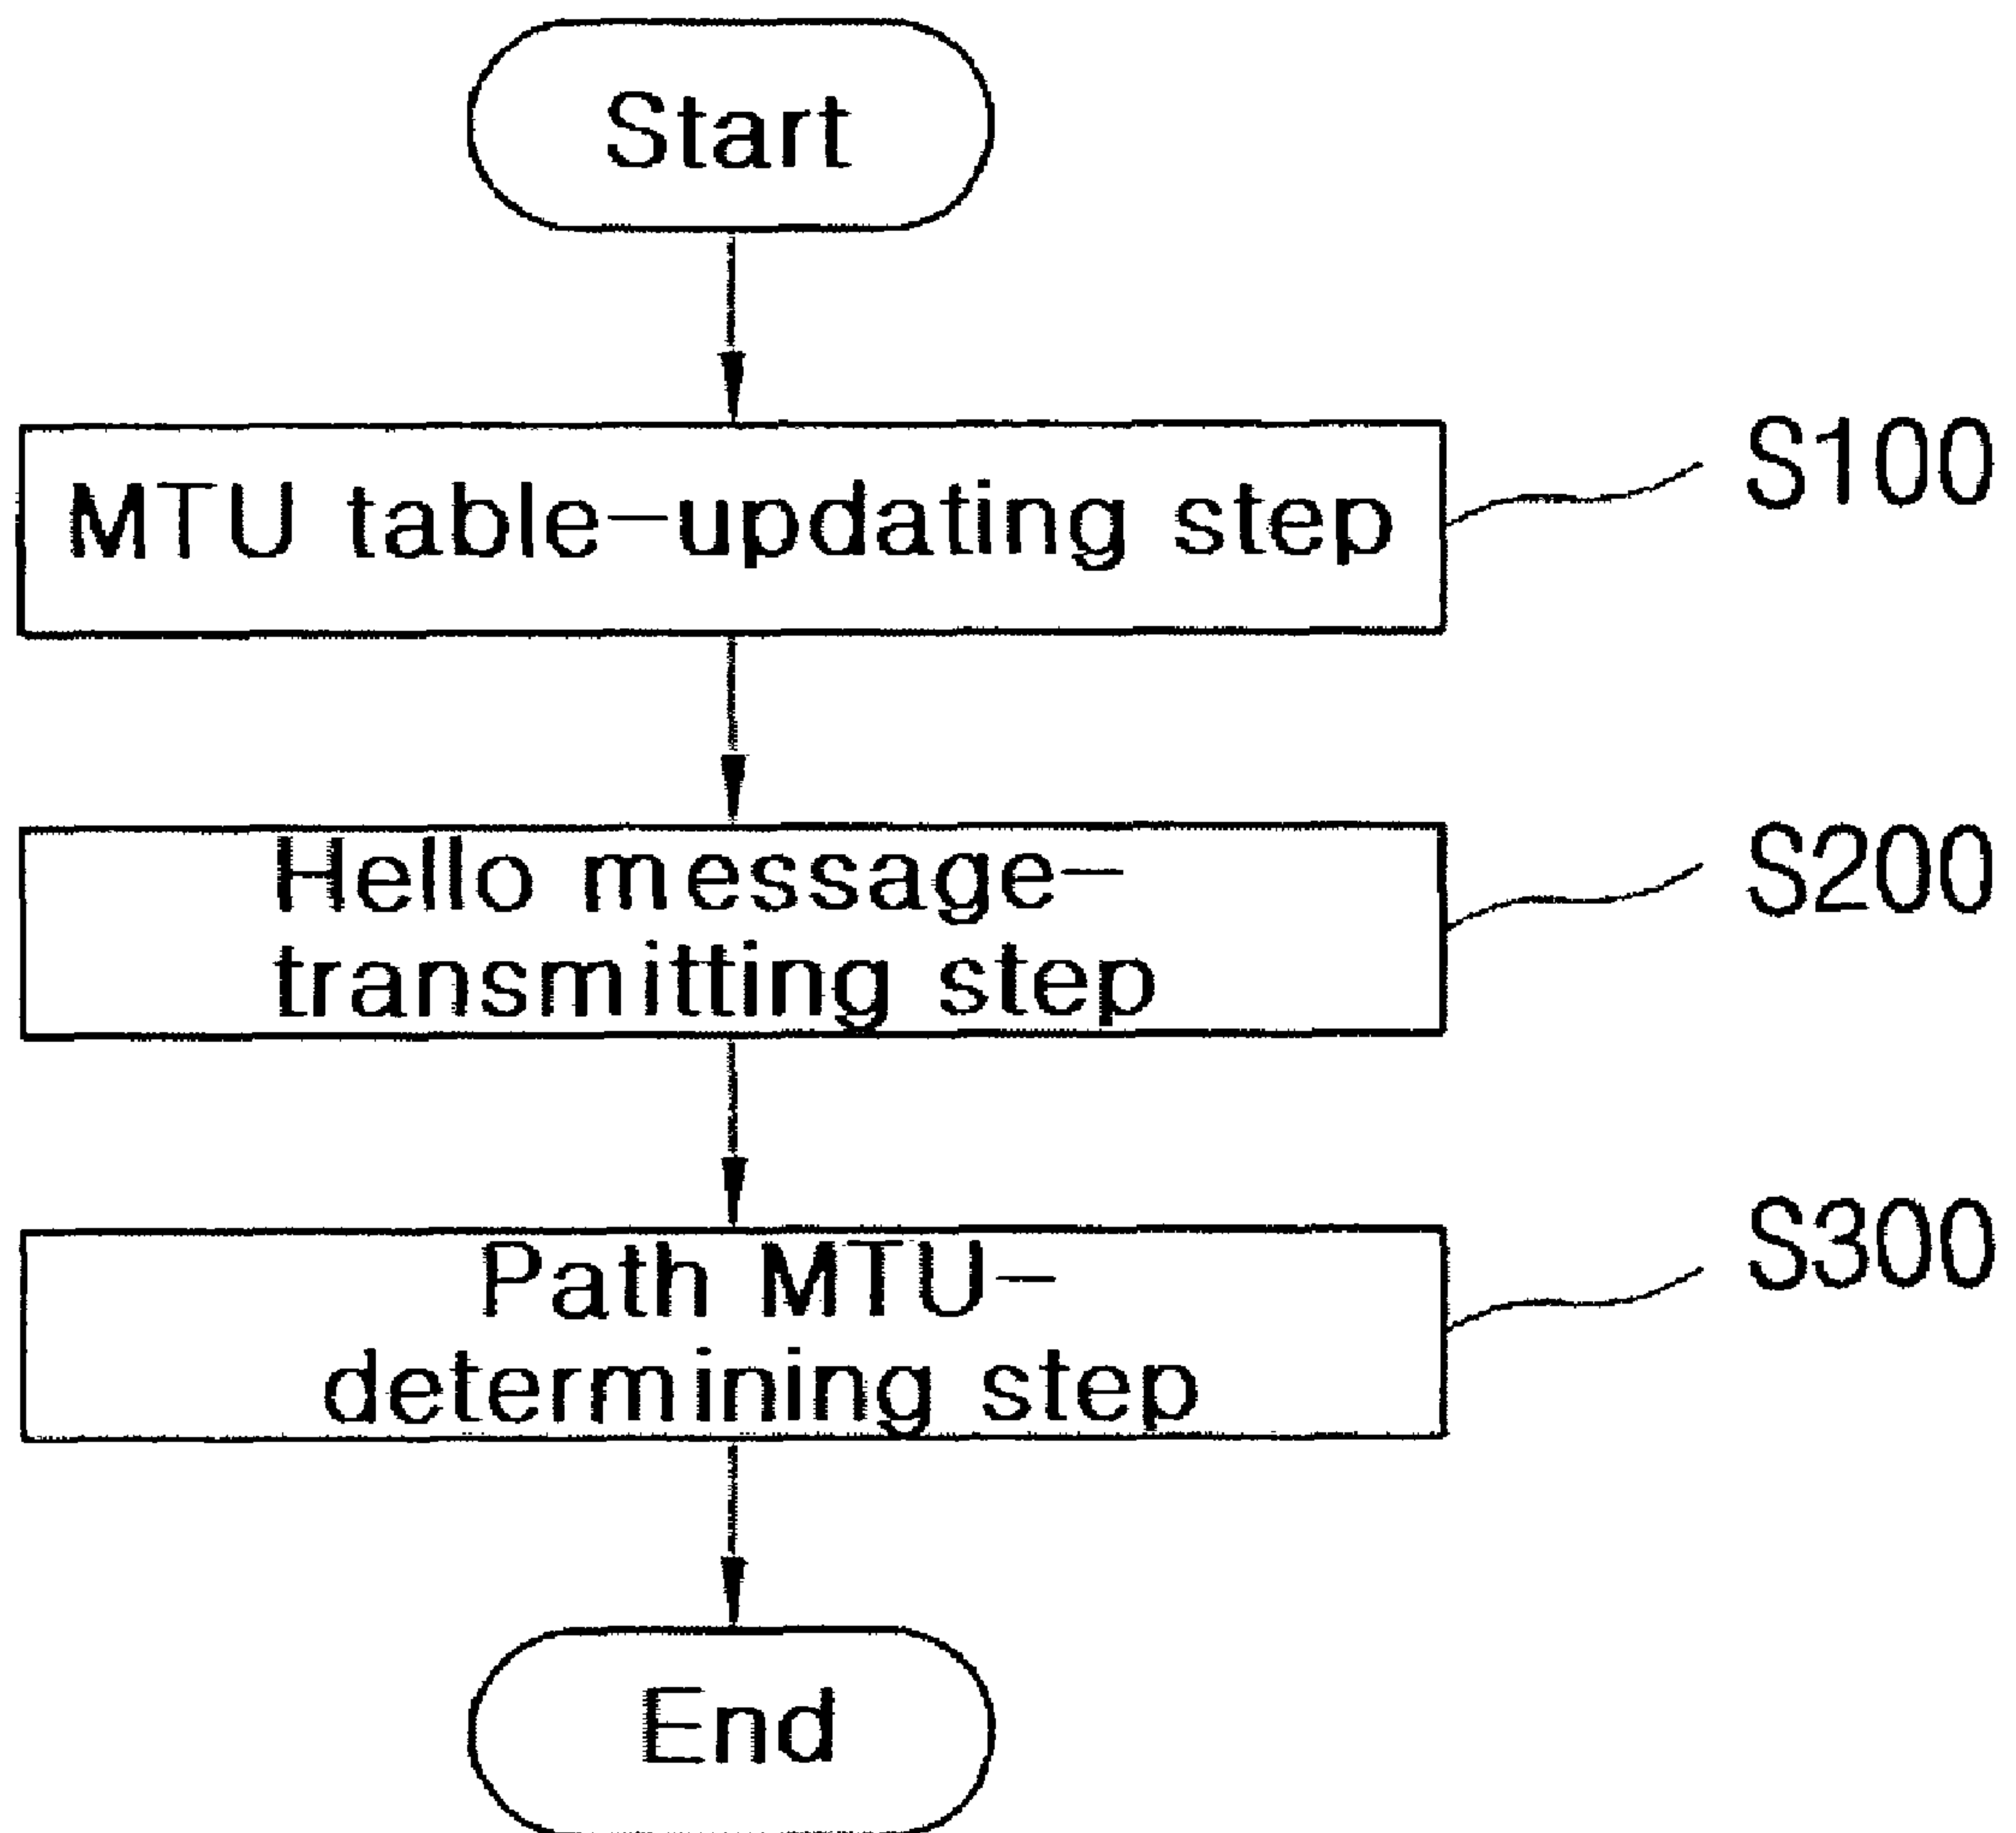 Start
MTU table-updating step
S100
Hello message-
transmitting step
S200
Path MTU-
determining step
S300
End